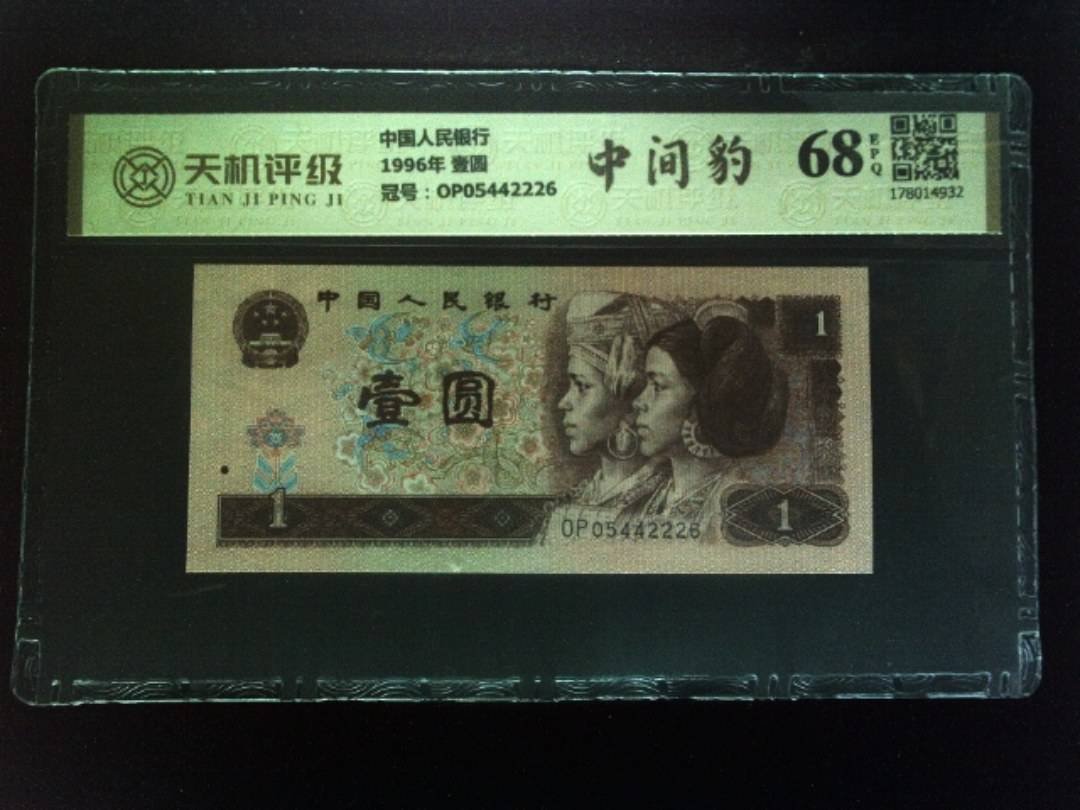 天机评级
TIAN JI PING JI
中国人民银行
1996年 壹圆
冠号：OP05442226
中间豹
68
EPQ
178014932
中国人民银行
1
壹圆
1
OP05442226
1